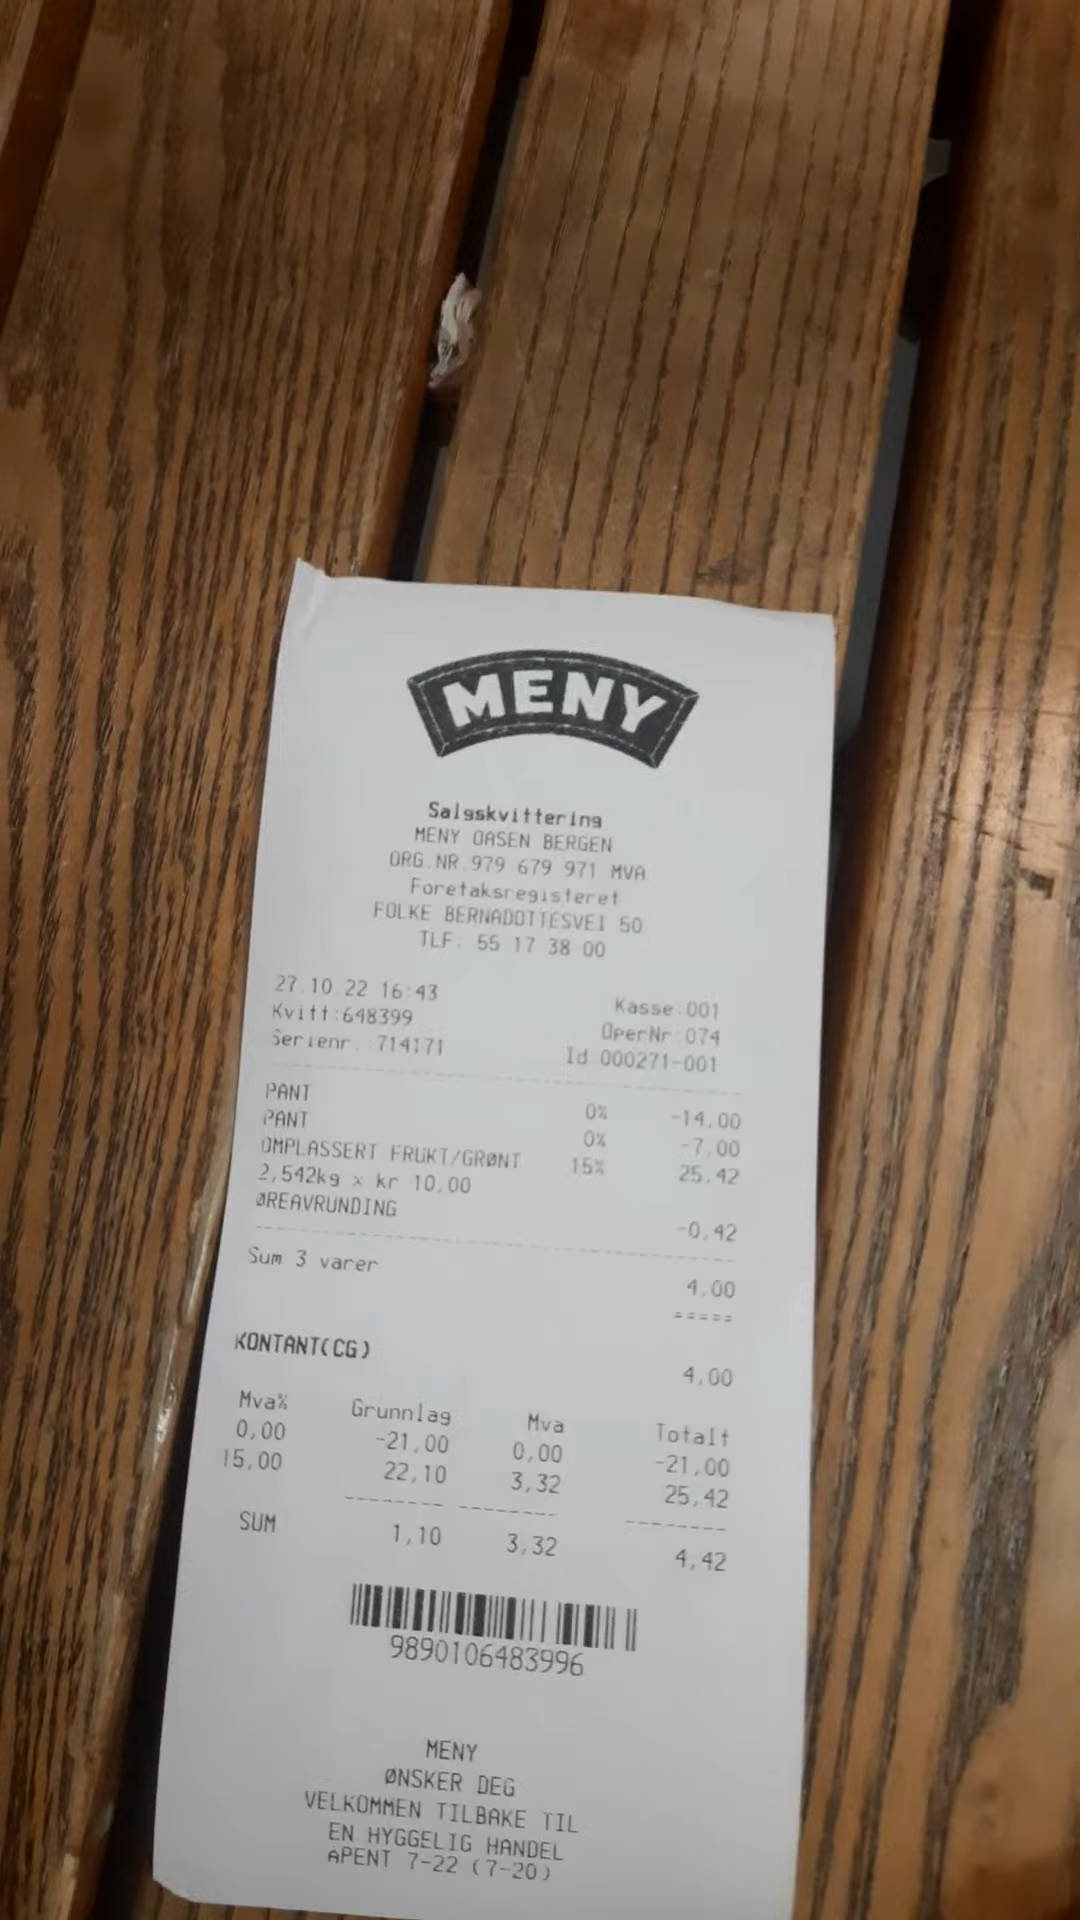 MENY
Salgskvittering
MENY OASEN BERGEN
ORG.NR.979 679 971 MVA
Foretaksregisteret
FOLKE BERNADOTTESVEI 50
TLF: 55 17 38 00
27.10.22 16:43 Kasse:001
Kvitt:648399 OperNr:074
Serienr.:714171 Id 000271-001
PANT 0% -14,00
PANT 0% -7,00
OMPLASSERT FRUKT/GRØNT 15% 25,42
2,542kg x kr 10,00
ØREAVRUNDING -0,42
Sum 3 varer 4,00
=====
KONTANT(CG) 4,00
Mva% Grunnlag Mva Totalt
0,00 -21,00 0,00 -21,00
15,00 22,10 3,32 25,42
SUM 1,10 3,32 4,42
9890106483996
MENY
ØNSKER DEG
VELKOMMEN TILBAKE TIL
EN HYGGELIG HANDEL
APENT 7-22 (7-20)